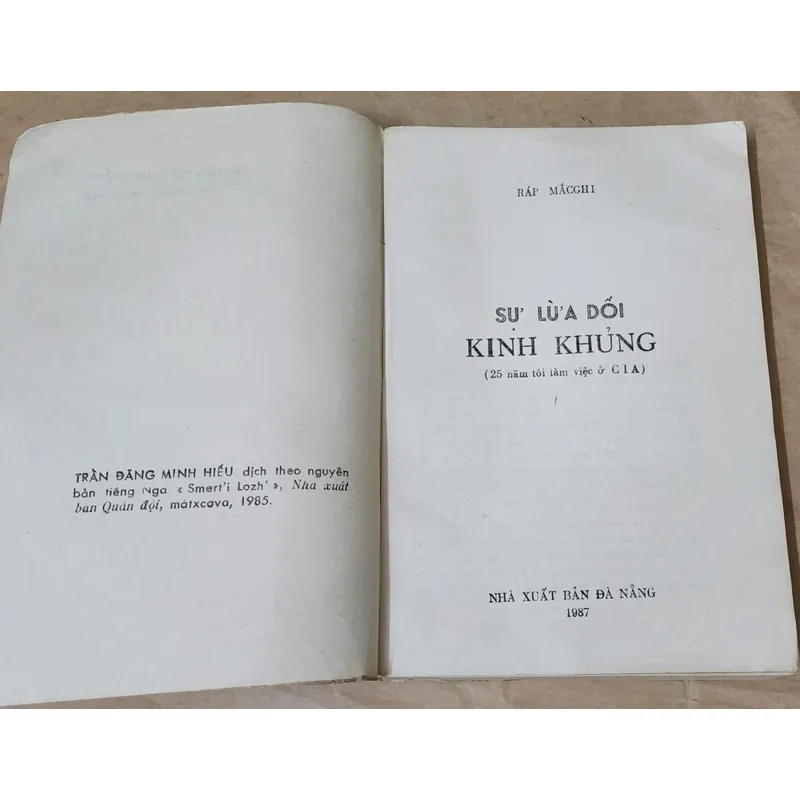 TRẦN ĐĂNG MINH HIẾU dịch theo nguyên
bản tiếng Nga « Smert'i Lozh' », Nhà xuất
bản Quân đội, mátxcơva, 1985.
RÁP MẮCGHI
SỰ LỪA DỐI
KINH KHỦNG
(25 năm tôi làm việc ở CIA)
NHÀ XUẤT BẢN ĐÀ NẴNG
1987